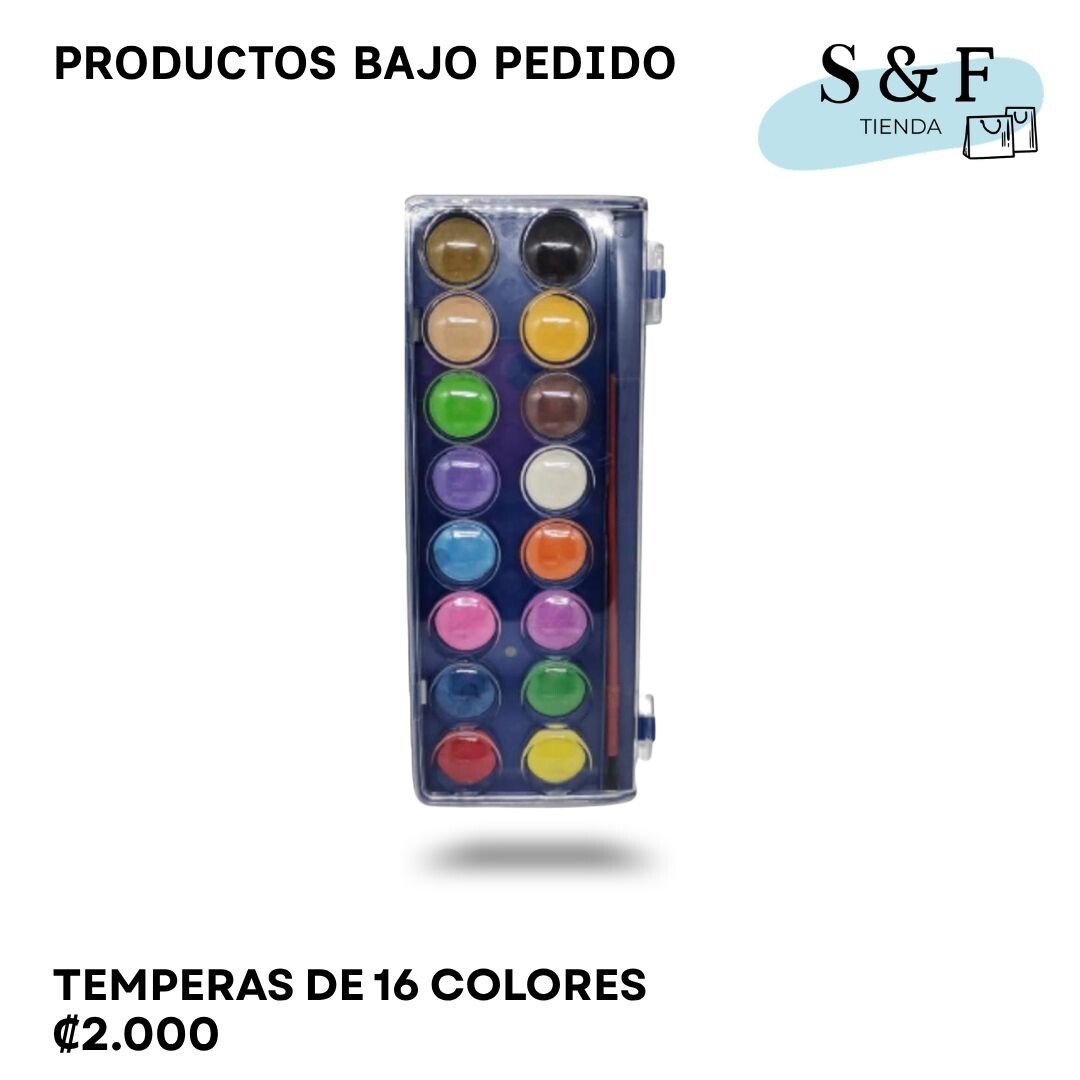 PRODUCTOS BAJO PEDIDO
S & F
TIENDA
TEMPERAS DE 16 COLORES
₡2.000